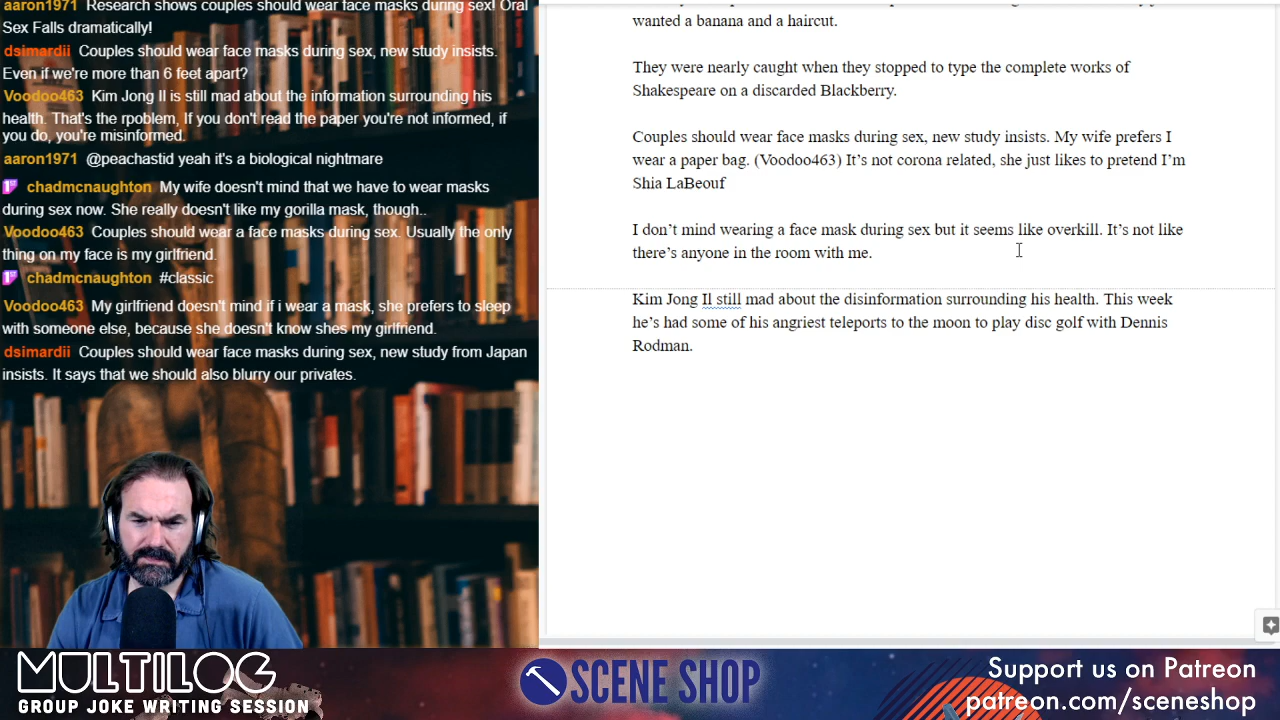 aaron1971 Research shows couples should wear face masks during sex! Oral
Sex Falls dramatically!
dsimardii Couples should wear face masks during sex, new study insists.
Even if we're more than 6 feet apart?
Voodoo463 Kim Jong Il is still mad about the information surrounding his
health. That's the rpoblem, If you don't read the paper you're not informed, if
you do, you're misinformed.
aaron1971 @peachastid yeah it's a biological nightmare
chadmcnaughton My wife doesn't mind that we have to wear masks
during sex now. She really doesn't like my gorilla mask, though..
Voodoo463 Couples should wear a face masks during sex. Usually the only
thing on my face is my girlfriend.
chadmcnaughton #classic
Voodoo463 My girlfriend doesn't mind if i wear a mask, she prefers to sleep
with someone else, because she doesn't know shes my girlfriend.
dsimardii Couples should wear face masks during sex, new study from Japan
insists. It says that we should also blurry our privates.
wanted a banana and a haircut.
They were nearly caught when they stopped to type the complete works of
Shakespeare on a discarded Blackberry.
Couples should wear face masks during sex, new study insists. My wife prefers I
wear a paper bag. (Voodoo463) It's not corona related, she just likes to pretend I'm
Shia LaBeouf
I don't mind wearing a face mask during sex but it seems like overkill. It's not like
there's anyone in the room with me.
Kim Jong Il still mad about the disinformation surrounding his health. This week
he's had some of his angriest teleports to the moon to play disc golf with Dennis
Rodman.
MULTILOG
GROUP JOKE WRITING SESSION
SCENE SHOP
Support us on Patreon
patreon.com/sceneshop